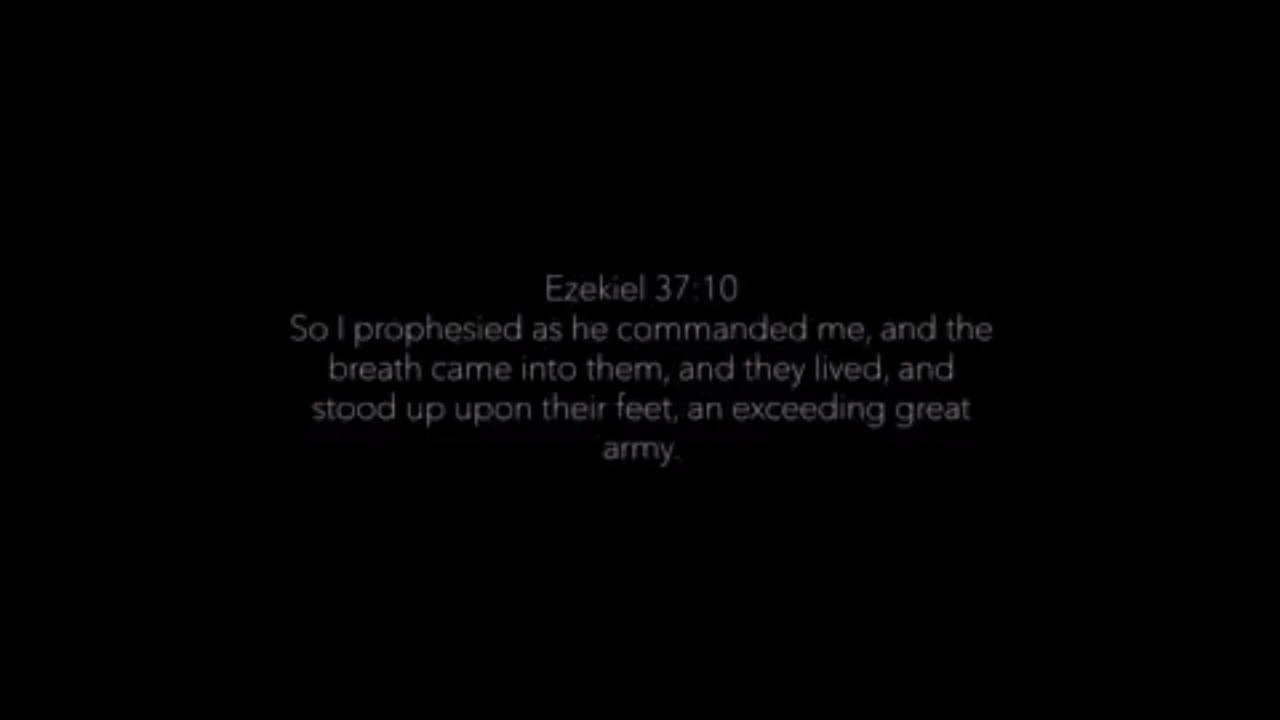 Ezekiel 37:10
So I prophesied as he commanded me, and the
breath came into them, and they lived, and
stood up upon their feet, an exceeding great
army.